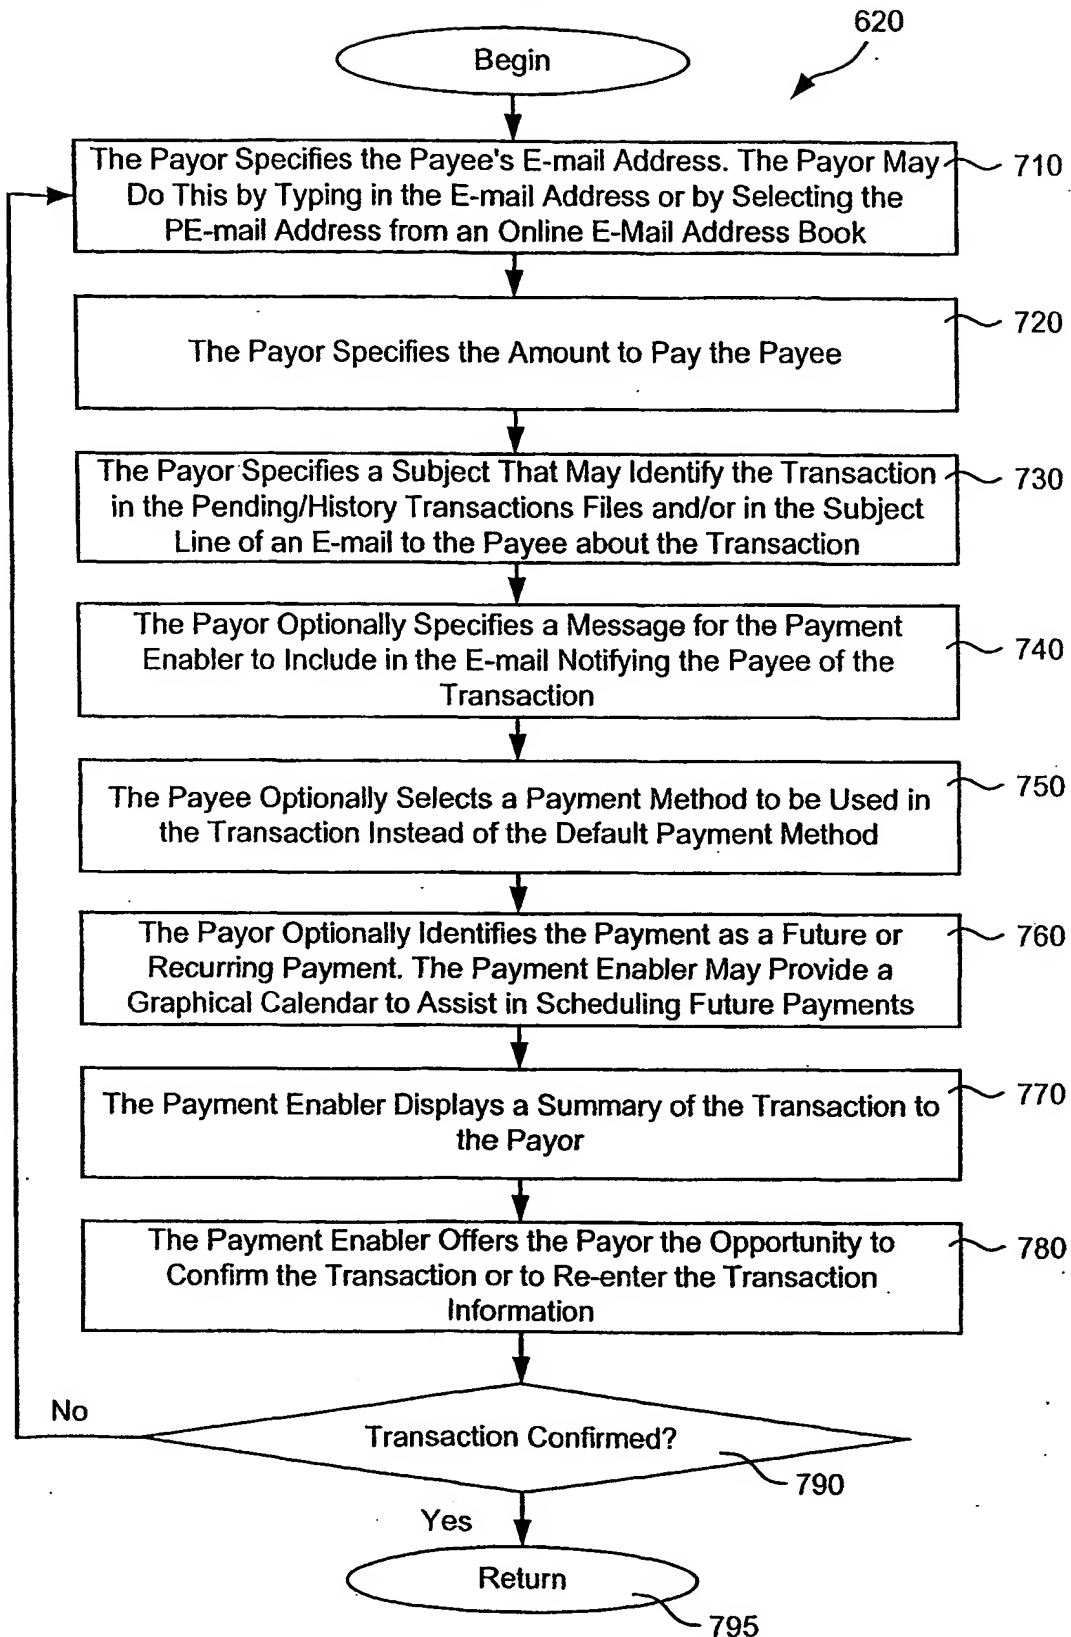 620
Begin
The Payor Specifies the Payee's E-mail Address. The Payor May
Do This by Typing in the E-mail Address or by Selecting the
PE-mail Address from an Online E-Mail Address Book
710
The Payor Specifies the Amount to Pay the Payee
720
The Payor Specifies a Subject That May Identify the Transaction
in the Pending/History Transactions Files and/or in the Subject
Line of an E-mail to the Payee about the Transaction
730
The Payor Optionally Specifies a Message for the Payment
Enabler to Include in the E-mail Notifying the Payee of the
Transaction
740
The Payee Optionally Selects a Payment Method to be Used in
the Transaction Instead of the Default Payment Method
750
The Payor Optionally Identifies the Payment as a Future or
Recurring Payment. The Payment Enabler May Provide a
Graphical Calendar to Assist in Scheduling Future Payments
760
The Payment Enabler Displays a Summary of the Transaction to
the Payor
770
The Payment Enabler Offers the Payor the Opportunity to
Confirm the Transaction or to Re-enter the Transaction
Information
780
No
Transaction Confirmed?
790
Yes
Return
795